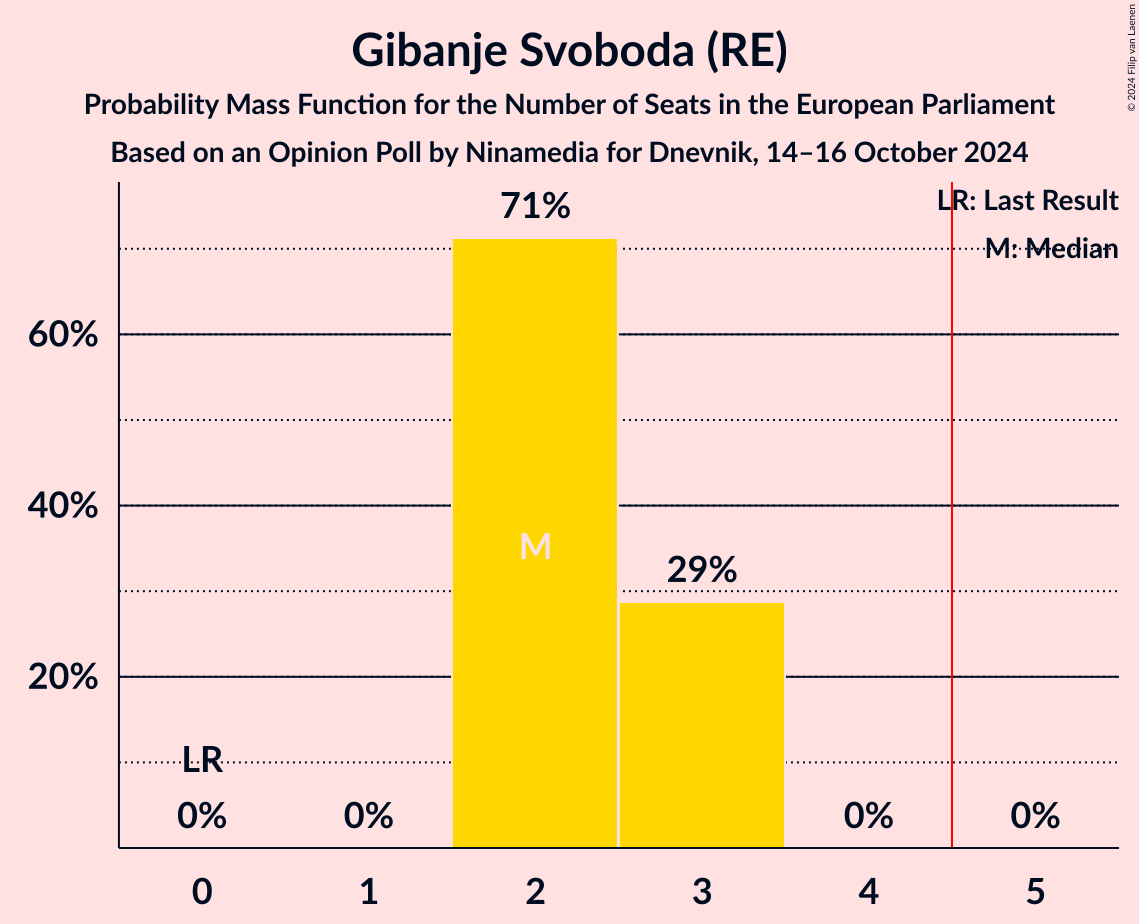 Gibanje Svoboda (RE)
Probability Mass Function for the Number of Seats in the European Parliament
Based on an Opinion Poll by Ninamedia for Dnevnik, 14–16 October 2024
© 2024 Filip van Laenen
LR: Last Result
M: Median
71%
60%
40%
M
29%
20%
LR
0%
0%
0%
0%
0
1
2
3
4
5